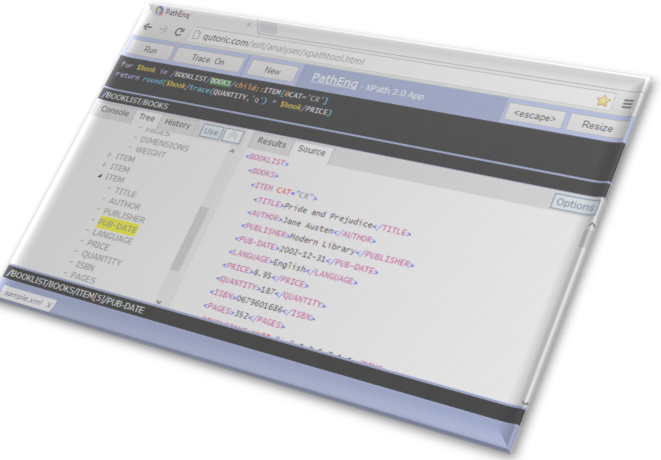 PathEnq
qutoric.com/xslt/analyser/xpathtool.html
Run
Trace On
New
PathEnq - XPath 2.0 App
<escape>
Resize
for $book in /BOOKLIST/BOOKS/child::ITEM[@CAT="CR"]
return round($book/trace(QUANTITY,'q') * $book/PRICE)
/BOOKLIST/BOOKS
Console
Tree
History
Use
- PAGES
- DIMENSIONS
- WEIGHT
ITEM
ITEM
ITEM
- TITLE
- AUTHOR
- PUBLISHER
- PUB-DATE
- LANGUAGE
- PRICE
- QUANTITY
- ISBN
- PAGES
Results
Source
Options
<BOOKLIST>
<BOOKS>
<ITEM CAT="CR">
<TITLE>Pride and Prejudice</TITLE>
<AUTHOR>Jane Austen</AUTHOR>
<PUBLISHER>Modern Library</PUBLISHER>
<PUB-DATE>2002-12-31</PUB-DATE>
<LANGUAGE>English</LANGUAGE>
<PRICE>8.95</PRICE>
<QUANTITY>187</QUANTITY>
<ISBN>0679601686</ISBN>
<PAGES>352</PAGES>
/BOOKLIST/BOOKS/ITEM[5]/PUB-DATE
sample.xml X